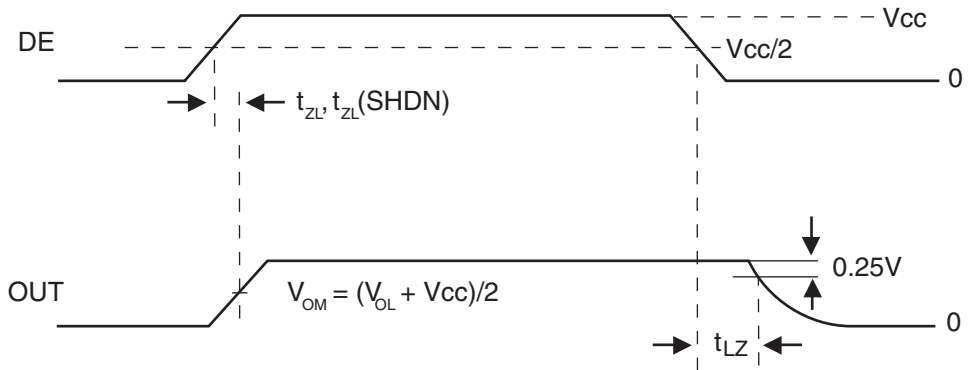 Vcc
DE
Vcc/2
0
tZL, tZL(SHDN)
0.25V
OUT
VOM = (VOL + Vcc)/2
0
tLZ